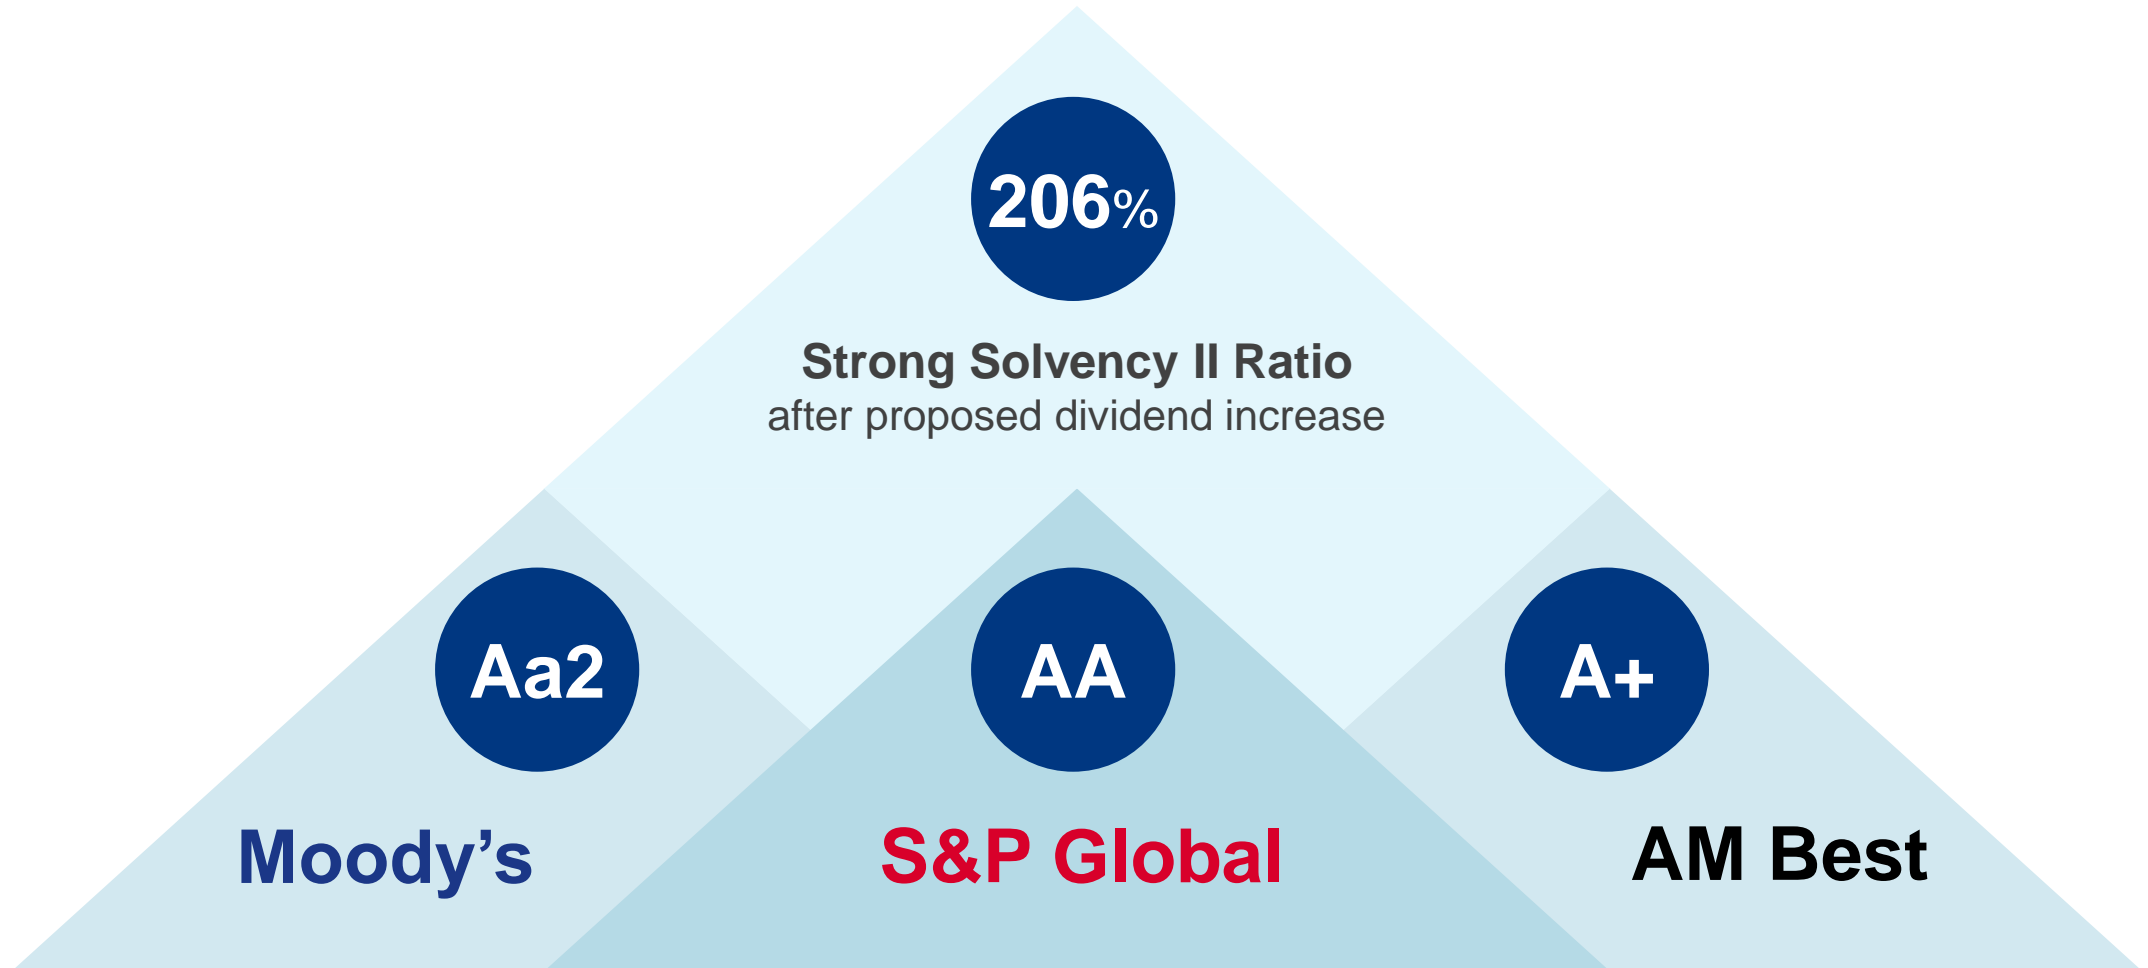 206%
Strong Solvency II Ratio
after proposed dividend increase
Aa2
AA
A+
Moody’s
S&P Global
AM Best